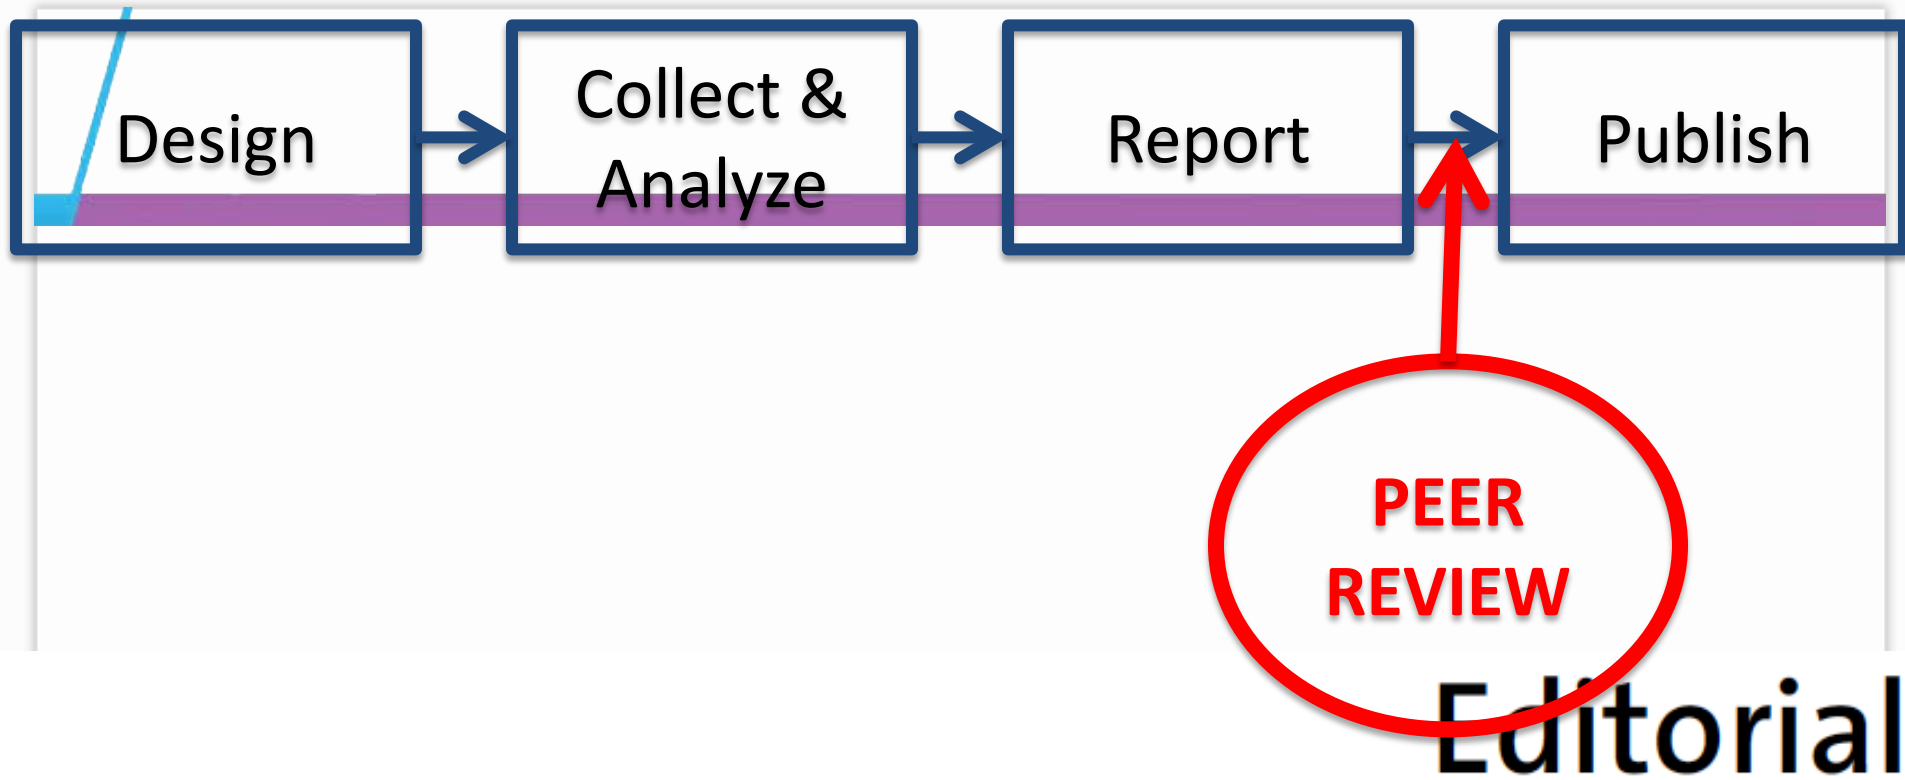 Design
Collect &
Analyze
Report
Publish
PEER
REVIEW
Editorial